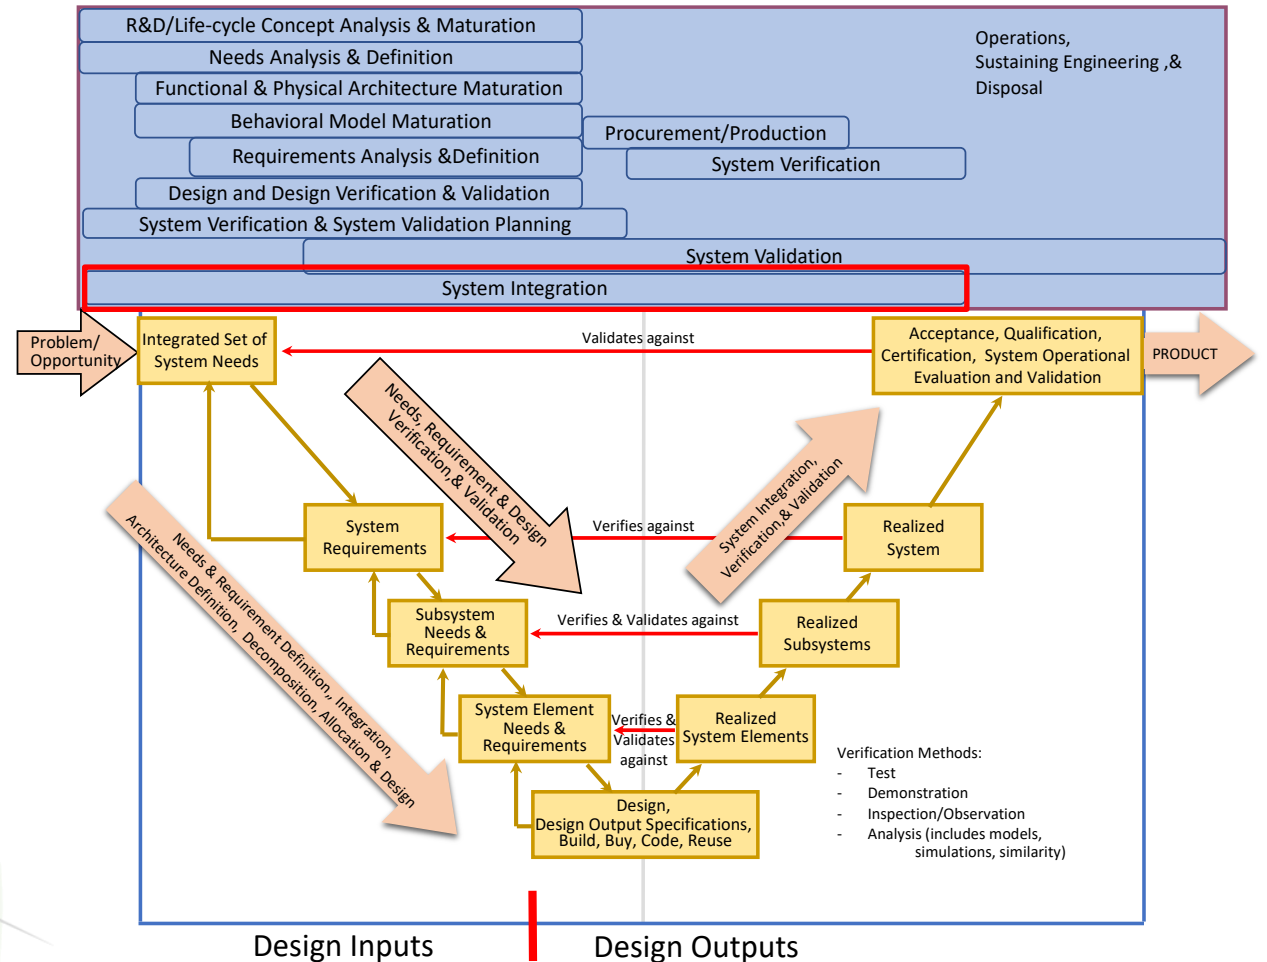 R&D/Life-cycle Concept Analysis & Maturation
Needs Analysis & Definition
Functional & Physical Architecture Maturation
Behavioral Model Maturation
Requirements Analysis &Definition
Design and Design Verification & Validation
System Verification & System Validation Planning
Procurement/Production
System Verification
System Validation
System Integration
Operations,
Sustaining Engineering ,&
Disposal
Problem/
Opportunity
Integrated Set of
System Needs
Validates against
Acceptance, Qualification,
Certification,  System Operational
Evaluation and Validation
PRODUCT
Needs, Requirement & Design
Verification,& Validation
System Integration,
Verification,& Validation
Needs & Requirement Definition,, Integration,
Architecture Definition, Decomposition, Allocation & Design
System
Requirements
Verifies against
Realized
System
Subsystem
Needs &
Requirements
Verifies & Validates against
Realized
Subsystems
System Element
Needs &
Requirements
Verifies &
Validates
against
Realized
System Elements
Design,
Design Output Specifications,
Build, Buy, Code, Reuse
Verification Methods:
- Test
- Demonstration
- Inspection/Observation
- Analysis (includes models,
simulations, similarity)
Design Inputs
Design Outputs